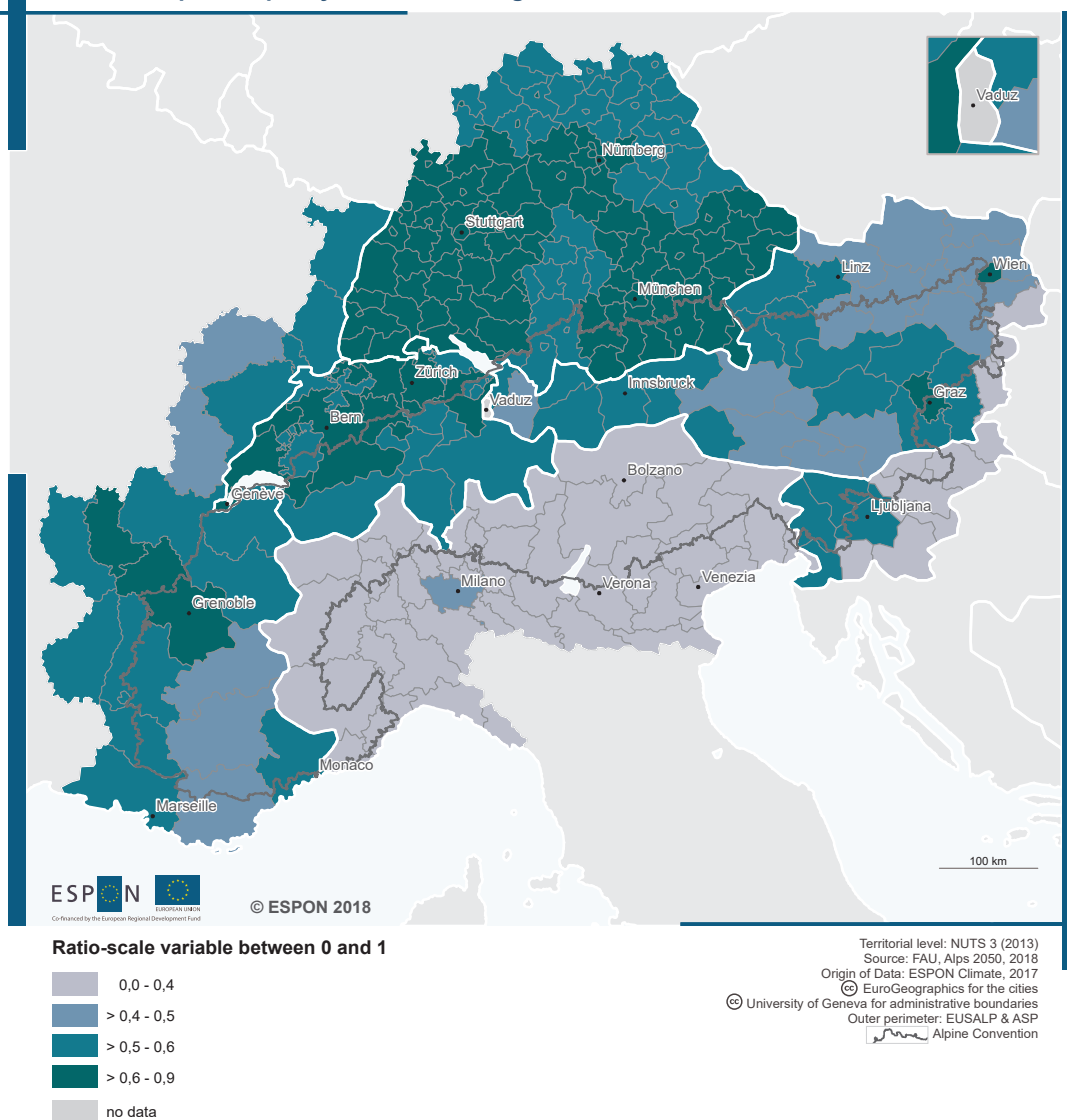 Vaduz
Nürnberg
Stuttgart
Linz
Wien
München
Zürich
Innsbruck
Vaduz
Graz
Bern
Bolzano
Genève
Ljubljana
Milano
Verona
Venezia
Grenoble
Monaco
Marseille
100 km
ESPON
EUROPEAN UNION
Co-financed by the European Regional Development Fund
© ESPON 2018
Ratio-scale variable between 0 and 1
0,0 - 0,4
> 0,4 - 0,5
> 0,5 - 0,6
> 0,6 - 0,9
no data
Territorial level: NUTS 3 (2013)
Source: FAU, Alps 2050, 2018
Origin of Data: ESPON Climate, 2017
cc EuroGeographics for the cities
cc University of Geneva for administrative boundaries
Outer perimeter: EUSALP & ASP
Alpine Convention